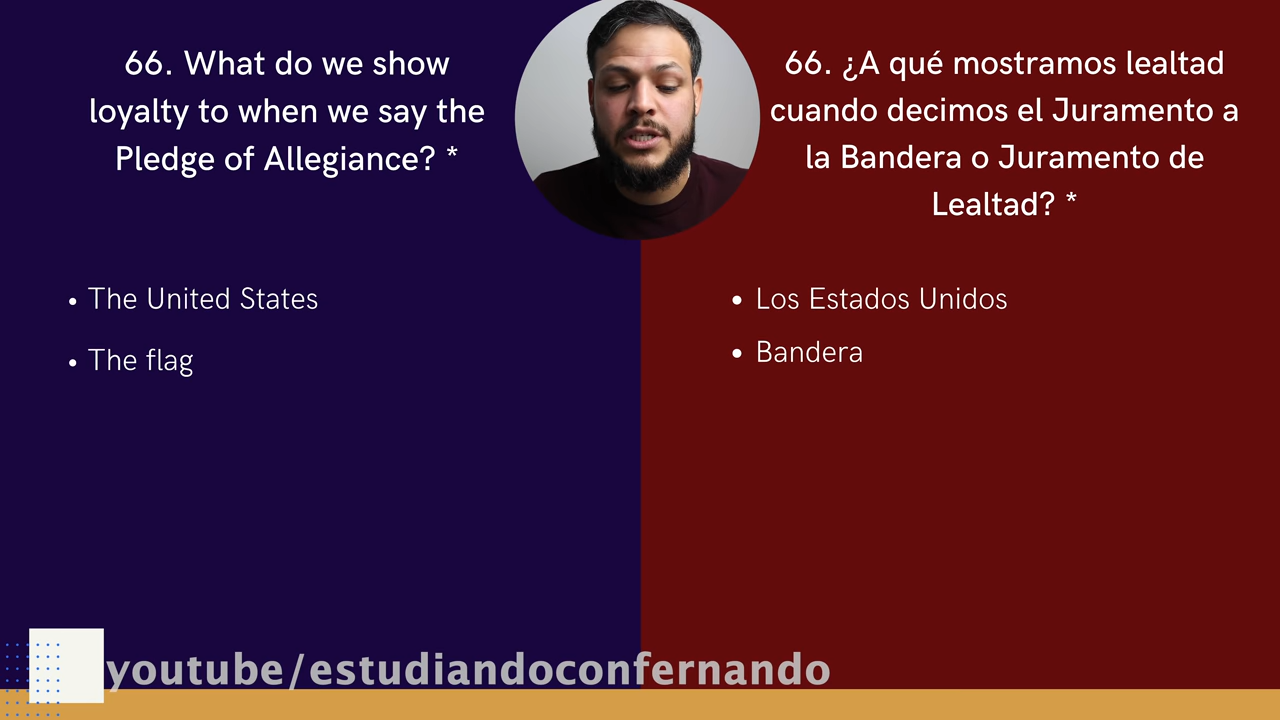 66. What do we show
loyalty to when we say the
Pledge of Allegiance? *
• The United States
• The flag
66. ¿A qué mostramos lealtad
cuando decimos el Juramento a
la Bandera o Juramento de
Lealtad? *
• Los Estados Unidos
• Bandera
youtube/estudiandoconfernando